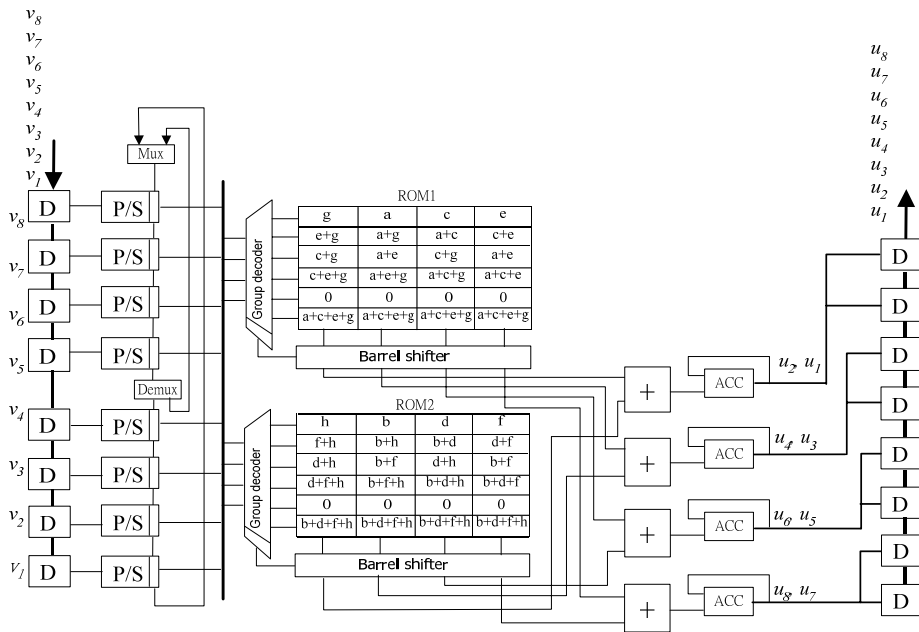 v8
v7
v6
v5
v4
v3
v2
v1
v8
v7
v6
v5
v4
v3
v2
v1
D
D
D
D
D
D
D
D
P/S
P/S
P/S
P/S
P/S
P/S
P/S
P/S
Mux
Demux
Group decoder
ROM1
g a c e
e+g a+g a+c c+e
c+g a+e c+g a+e
c+e+g a+e+g a+c+g a+c+e
0 0 0 0
a+c+e+g a+c+e+g a+c+e+g a+c+e+g
Barrel shifter
Group decoder
ROM2
h b d f
f+h b+h b+d d+f
d+h b+f d+h b+f
d+f+h b+f+h b+d+h b+d+f
0 0 0 0
b+d+f+h b+d+f+h b+d+f+h b+d+f+h
Barrel shifter
+
+
+
+
ACC
ACC
ACC
ACC
u2, u1
u4, u3
u6, u5
u8, u7
u8
u7
u6
u5
u4
u3
u2
u1
D
D
D
D
D
D
D
D